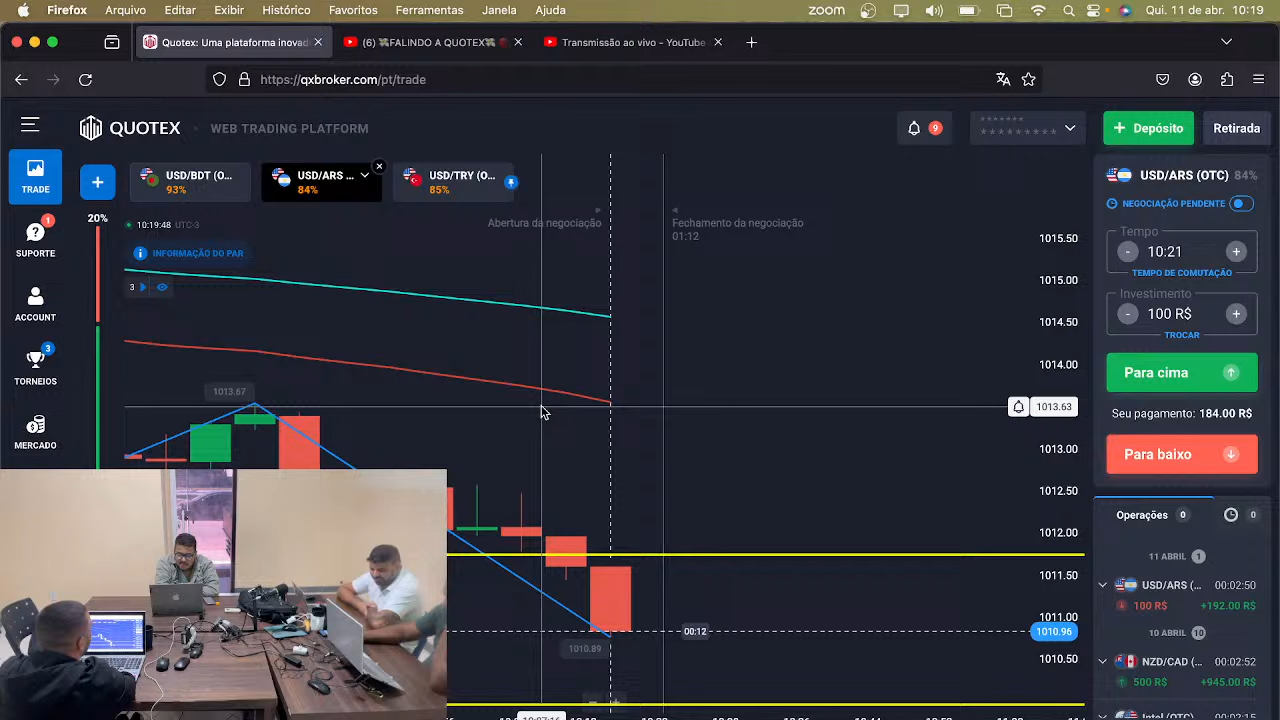 Firefox Arquivo Editar Exibir Histórico Favoritos Ferramentas Janela Ajuda zoom Qui. 11 de abr. 10:19
Quotex: Uma plataforma inovad
(6) 💸FALINDO A QUOTEX💸
Transmissão ao vivo - YouTube
https://qxbroker.com/pt/trade
QUOTEX
WEB TRADING PLATFORM
9
*******
*********
Depósito
Retirada
TRADE
USD/BDT (O...
93%
USD/ARS ...
84%
USD/TRY (O...
85%
USD/ARS (OTC) 84%
NEGOCIAÇÃO PENDENTE
20%
1
SUPORTE
10:19:48 UTC-3
Abertura da negociação
Fechamento da negociação
01:12
INFORMAÇÃO DO PAR
3
ACCOUNT
3
TORNEIOS
MERCADO
1013.67
1010.89
00:12
1015.50
1015.00
1014.50
1014.00
1013.63
1013.00
1012.50
1012.00
1011.50
1011.00
1010.96
1010.50
Tempo
- 10:21 +
TEMPO DE COMUTAÇÃO
Investimento
- 100 R$ +
TROCAR
Para cima
Seu pagamento: 184.00 R$
Para baixo
Operações 0 0
11 ABRIL 1
USD/ARS (... 00:02:50
100 R$ +192.00 R$
10 ABRIL 10
NZD/CAD (... 00:02:52
500 R$ +945.00 R$